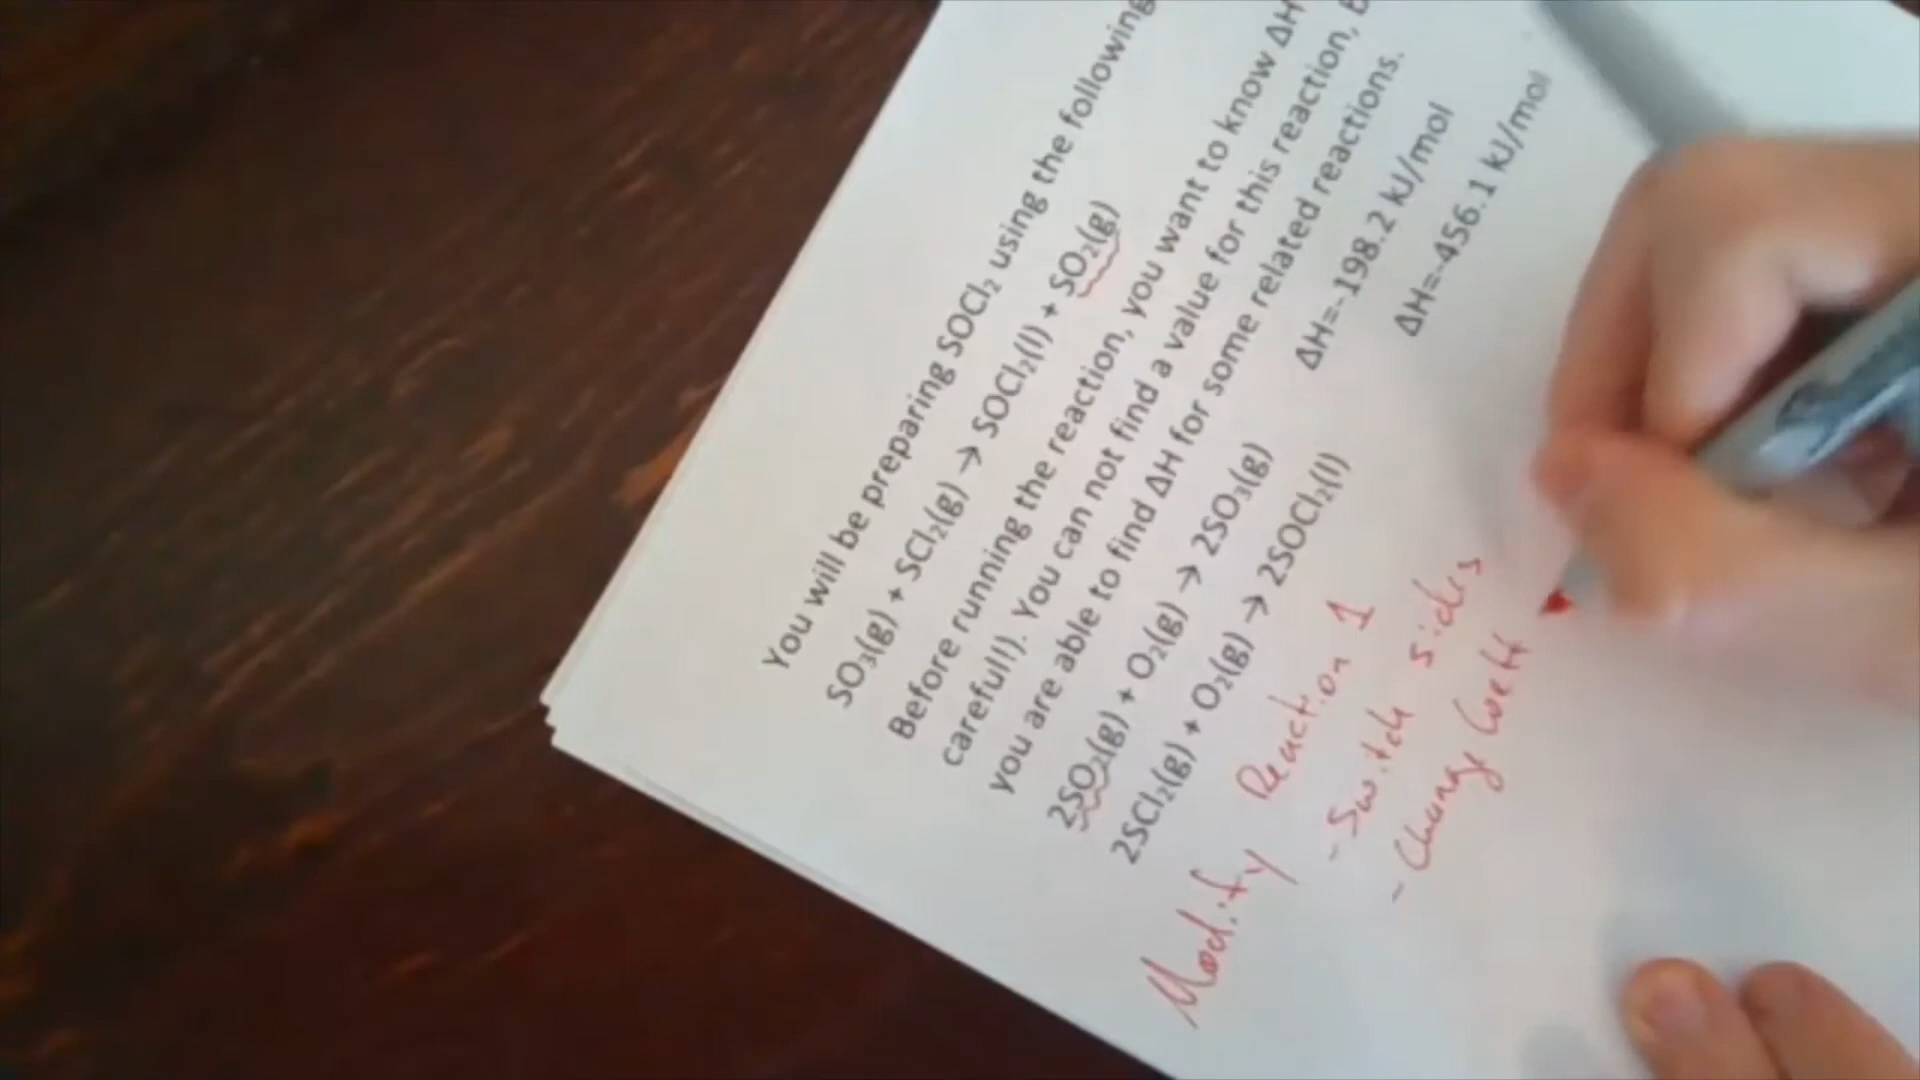 You will be preparing SOCl₂ using the following
SO₃(g) + SCl₂(g) → SOCl₂(l) + SO₂(g)
Before running the reaction, you want to know ΔH
careful!). You can not find a value for this reaction,
you are able to find ΔH for some related reactions.
2SO₂(g) + O₂(g) → 2SO₃(g) ΔH=-198.2 kJ/mol
2SCl₂(g) + O₂(g) → 2SOCl₂(l) ΔH=-456.1 kJ/mol
Modify Reaction 1
- Switch sides
- Change